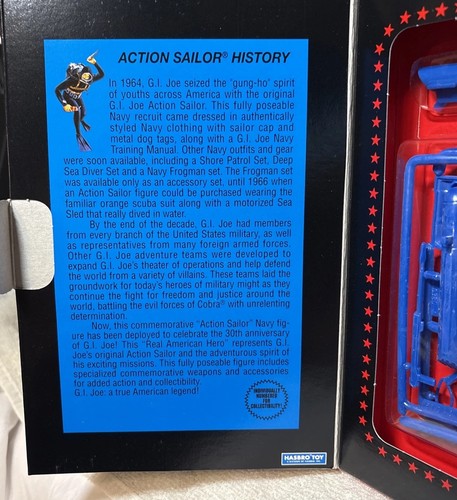 ACTION SAILOR® HISTORY
In 1964, G.I. Joe seized the "gung-ho" spirit
of youths across America with the original
G.I. Joe Action Sailor. This fully poseable
Navy recruit came dressed in authentically
styled Navy clothing with sailor cap and
metal dog tags, along with a G.I. Joe Navy
Training Manual. Other Navy outfits and gear
were soon available, including a Shore Patrol Set, Deep
Sea Diver Set and a Navy Frogman set. The Frogman set
was available only as an accessory set, until 1966 when
an Action Sailor figure could be purchased wearing the
familiar orange scuba suit along with a motorized Sea
Sled that really dived in water.
By the end of the decade, G.I. Joe had members
from every branch of the United States military, as well
as representatives from many foreign armed forces.
Other G.I. Joe adventure teams were developed to
expand G.I. Joe's theater of operations and help defend
the world from a variety of villains. These teams laid the
groundwork for today's heroes of military might as they
continue the fight for freedom and justice around the
world, battling the evil forces of Cobra® with unrelenting
determination.
Now, this commemorative "Action Sailor" Navy fig-
ure has been deployed to celebrate the 30th anniversary
of G.I. Joe! This "Real American Hero" represents G.I.
Joe's original Action Sailor and the adventurous spirit of
his exciting missions. This fully poseable figure includes
specialized commemorative weapons and accessories
for added action and collectibility.
G.I. Joe: a true American legend!
INDIVIDUALLY
NUMBERED
FOR
COLLECTIBILITY!
HASBRO TOY